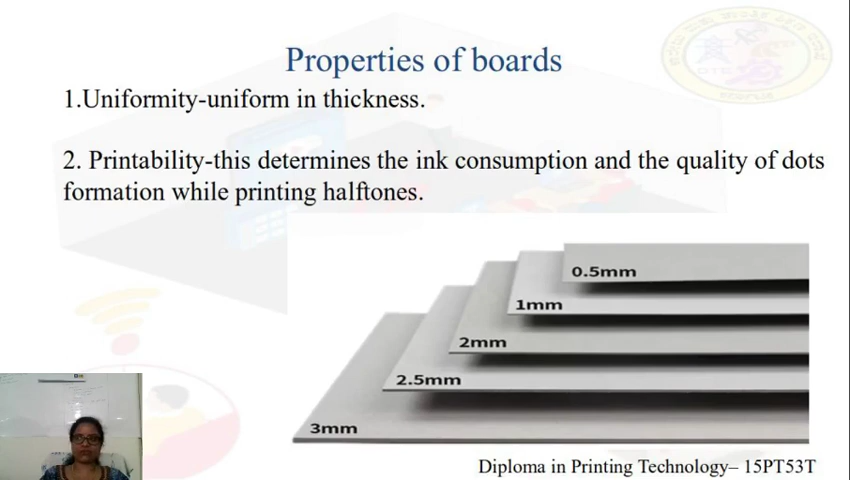 Properties of boards
1.Uniformity-uniform in thickness.
2. Printability-this determines the ink consumption and the quality of dots
formation while printing halftones.
0.5mm
1mm
2mm
2.5mm
3mm
Diploma in Printing Technology– 15PT53T